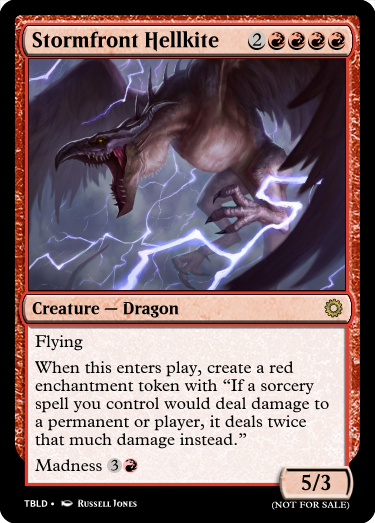 Stormfront Hellkite 2
Creature — Dragon
Flying
When this enters play, create a red
enchantment token with “If a sorcery
spell you control would deal damage to
a permanent or player, it deals twice
that much damage instead.”
Madness 3
5/3
TBLD • Russell Jones
(NOT FOR SALE)